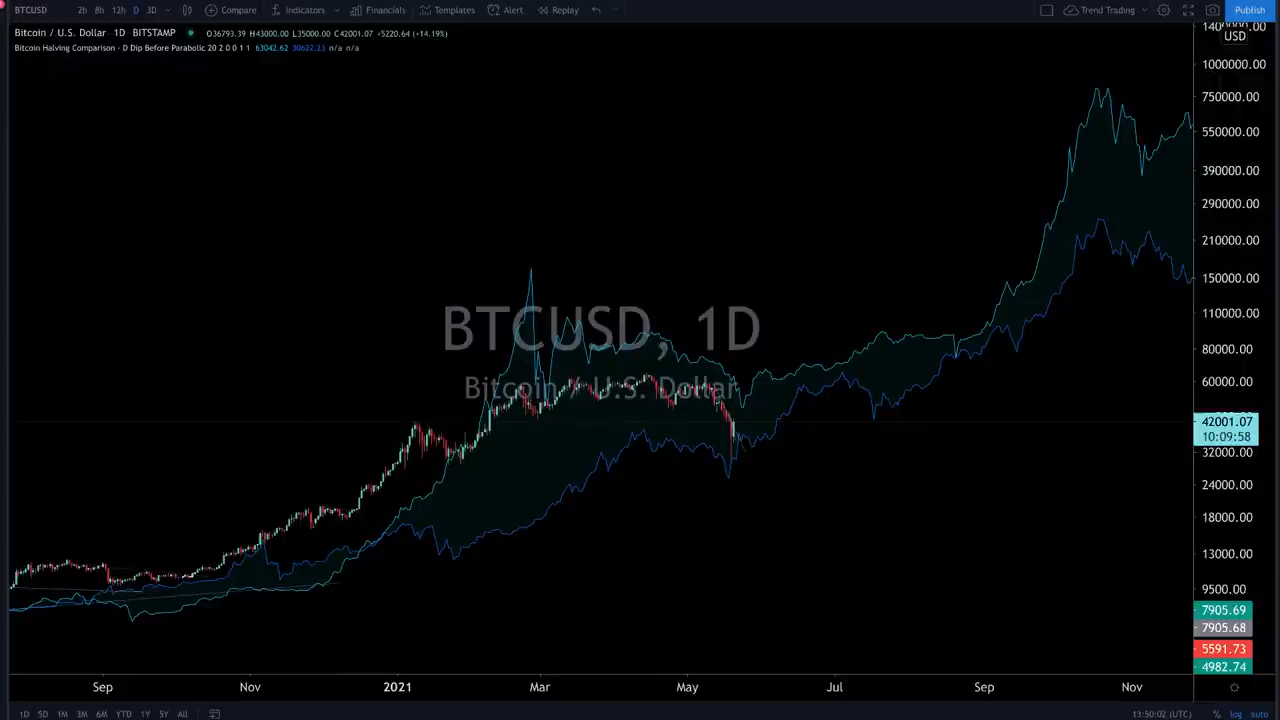 BTCUSD 2h 8h 12h D 3D Compare Indicators Financials Templates Alert Replay Trend Trading Publish
Bitcoin / U.S. Dollar 1D BITSTAMP O36793.39 H43000.00 L35000.00 C42001.07 +5220.64 (+14.19%)
Bitcoin Halving Comparison - D Dip Before Parabolic 20 2 0 0 1 1 63042.62 30622.23 n/a n/a
USD
1000000.00
750000.00
550000.00
390000.00
290000.00
210000.00
150000.00
110000.00
80000.00
60000.00
42001.07
10:09:58
32000.00
24000.00
18000.00
13000.00
9500.00
7905.69
7905.68
5591.73
4982.74
BTCUSD, 1D
Bitcoin / U.S. Dollar
Sep Nov 2021 Mar May Jul Sep Nov
1D 5D 1M 3M 6M YTD 1Y 5Y All 13:50:02 (UTC) % log auto